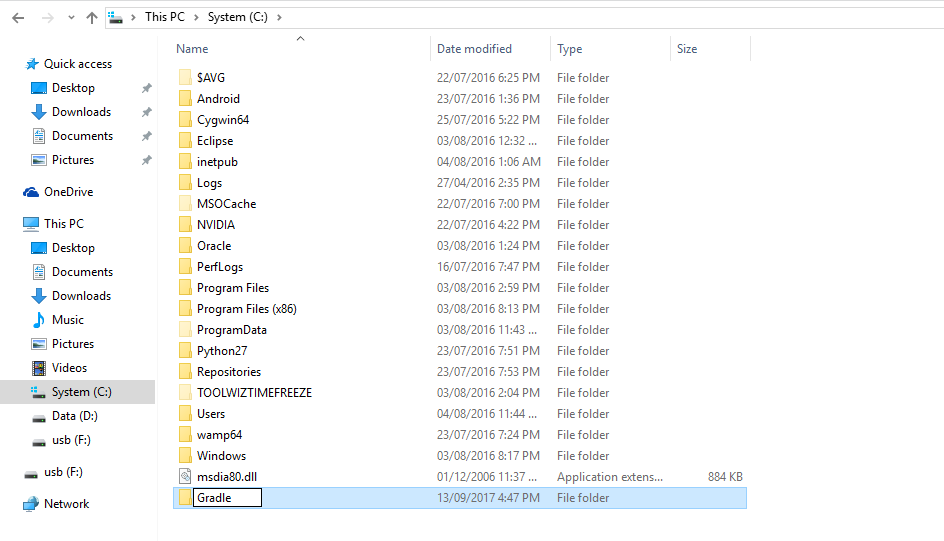 This PC > System (C:) >
Name Date modified Type Size
Quick access
Desktop
Downloads
Documents
Pictures
OneDrive
This PC
Desktop
Documents
Downloads
Music
Pictures
Videos
System (C:)
Data (D:)
usb (F:)
usb (F:)
Network
$AVG 22/07/2016 6:25 PM File folder
Android 23/07/2016 1:36 PM File folder
Cygwin64 25/07/2016 5:22 PM File folder
Eclipse 03/08/2016 12:32 ... File folder
inetpub 04/08/2016 1:06 AM File folder
Logs 27/04/2016 2:35 PM File folder
MSOCache 22/07/2016 7:00 PM File folder
NVIDIA 22/07/2016 4:22 PM File folder
Oracle 03/08/2016 1:24 PM File folder
PerfLogs 16/07/2016 7:47 PM File folder
Program Files 03/08/2016 2:59 PM File folder
Program Files (x86) 03/08/2016 8:13 PM File folder
ProgramData 03/08/2016 11:43 ... File folder
Python27 23/07/2016 7:51 PM File folder
Repositories 23/07/2016 7:53 PM File folder
TOOLWIZTIMEFREEZE 03/08/2016 2:04 PM File folder
Users 04/08/2016 11:44 ... File folder
wamp64 23/07/2016 7:24 PM File folder
Windows 03/08/2016 8:17 PM File folder
msdia80.dll 01/12/2006 11:37 ... Application extens... 884 KB
Gradle 13/09/2017 4:47 PM File folder